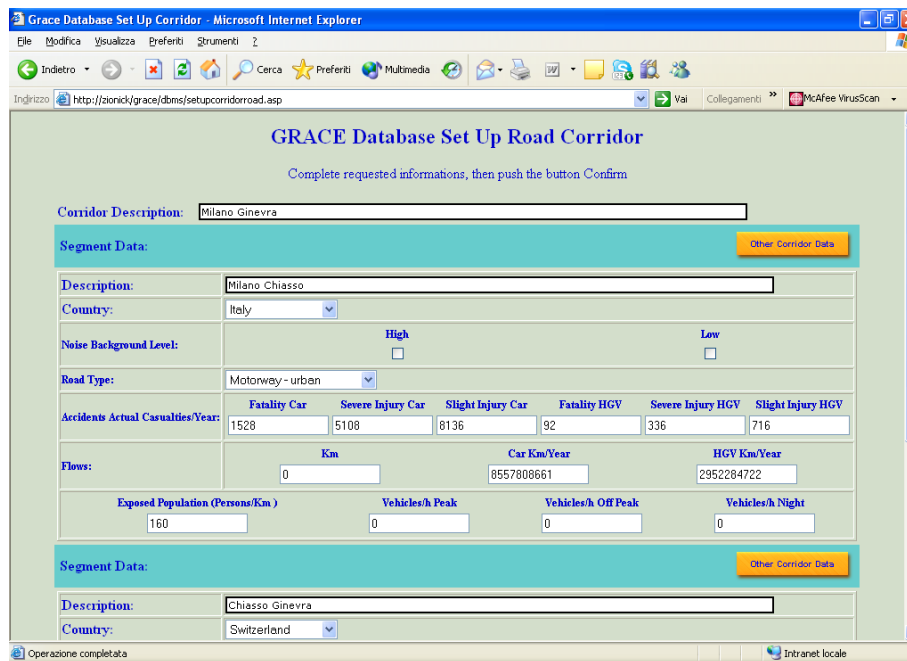 Grace Database Set Up Corridor - Microsoft Internet Explorer
File Modifica Visualizza Preferiti Strumenti ?
Indietro Cerca Preferiti Multimedia
Indirizzo http://zionick/grace/dbms/setupcorridorroad.asp Vai Collegamenti » McAfee VirusScan
GRACE Database Set Up Road Corridor
Complete requested informations, then push the button Confirm
Corridor Description: Milano Ginevra
Segment Data: Other Corridor Data
Description: Milano Chiasso
Country: Italy
High Low
Noise Background Level:
Road Type: Motorway - urban
Fatality Car Severe Injury Car Slight Injury Car Fatality HGV Severe Injury HGV Slight Injury HGV
Accidents Actual Casualties/Year: 1528 5108 8136 92 336 716
Km Car Km/Year HGV Km/Year
Flows: 0 8557808661 2952284722
Exposed Population (Persons/Km ) Vehicles/h Peak Vehicles/h Off Peak Vehicles/h Night
160 0 0 0
Segment Data: Other Corridor Data
Description: Chiasso Ginevra
Country: Switzerland
Operazione completata Intranet locale